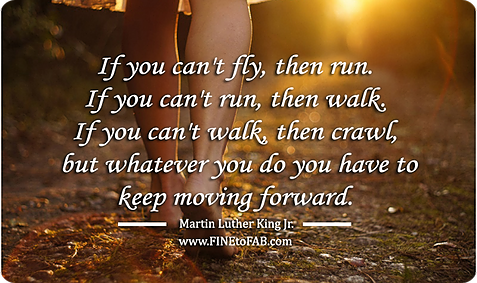 If you can't fly, then run.
If you can't run, then walk.
If you can't walk, then crawl,
but whatever you do you have to
keep moving forward.
Martin Luther King Jr.
www.FINEtoFAB.com